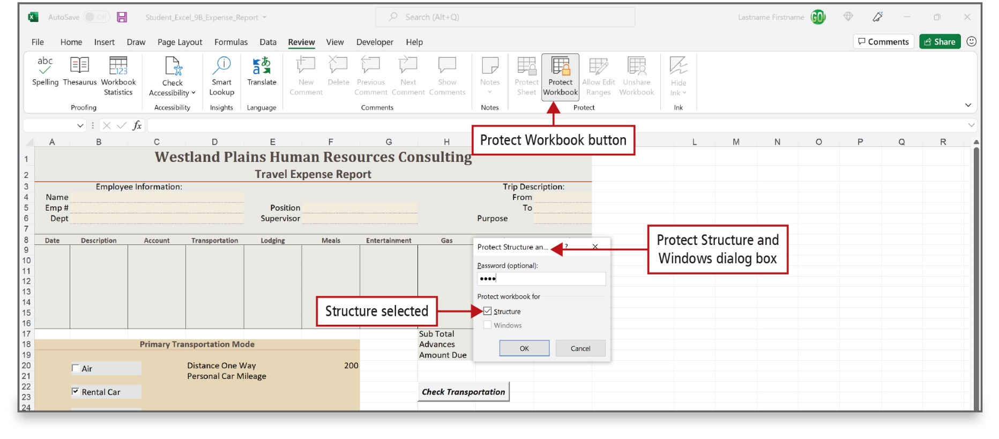 AutoSave Off Student_Excel_9B_Expense_Report Search (Alt+Q) Lastname Firstname GO!
File Home Insert Draw Page Layout Formulas Data Review View Developer Help Comments Share
abc
123
Spelling Thesaurus Workbook Statistics Check Accessibility Smart Lookup Translate New Comment Delete Previous Comment Next Comment Show Comments Notes Protect Sheet Protect Workbook Allow Edit Ranges Unshare Workbook Hide Ink
Proofing Accessibility Insights Language Comments Notes Protect Ink
fx
Protect Workbook button
A B C D E F G H L M N O P Q R
1 Westland Plains Human Resources Consulting
2 Travel Expense Report
3 Employee Information: Trip Description:
4 Name From
5 Emp # Position To
6 Dept Supervisor Purpose
7
8 Date Description Account Transportation Lodging Meals Entertainment Gas
Protect Structure and
Windows dialog box
Protect Structure an... ?
Password (optional):
••••
Protect workbook for
Structure selected
Structure
Windows
OK Cancel
9
10
11
12
13
14
15
16
17 Sub Total
18 Primary Transportation Mode Advances
19 Amount Due
20 Air Distance One Way 200
21 Personal Car Mileage
22 Rental Car Check Transportation
23
24